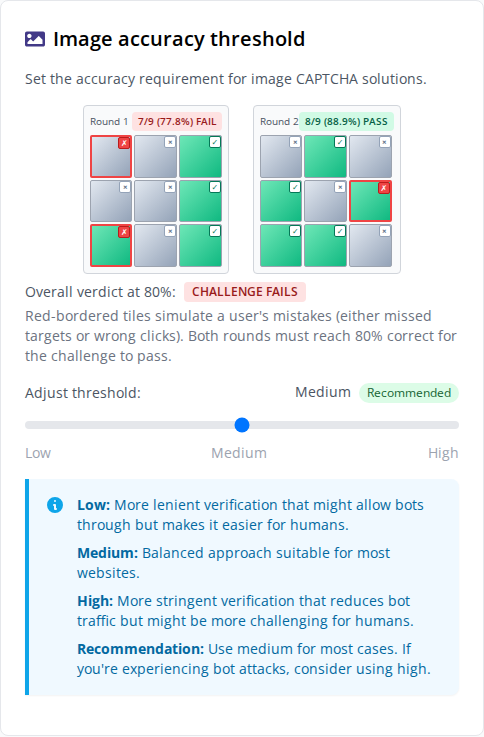 Image accuracy threshold
Set the accuracy requirement for image CAPTCHA solutions.
Round 1 7/9 (77.8%) FAIL
Round 2 8/9 (88.9%) PASS
Overall verdict at 80%: CHALLENGE FAILS
Red-bordered tiles simulate a user's mistakes (either missed
targets or wrong clicks). Both rounds must reach 80% correct for
the challenge to pass.
Adjust threshold: Medium Recommended
Low Medium High
Low: More lenient verification that might allow bots
through but makes it easier for humans.
Medium: Balanced approach suitable for most
websites.
High: More stringent verification that reduces bot
traffic but might be more challenging for humans.
Recommendation: Use medium for most cases. If
you're experiencing bot attacks, consider using high.